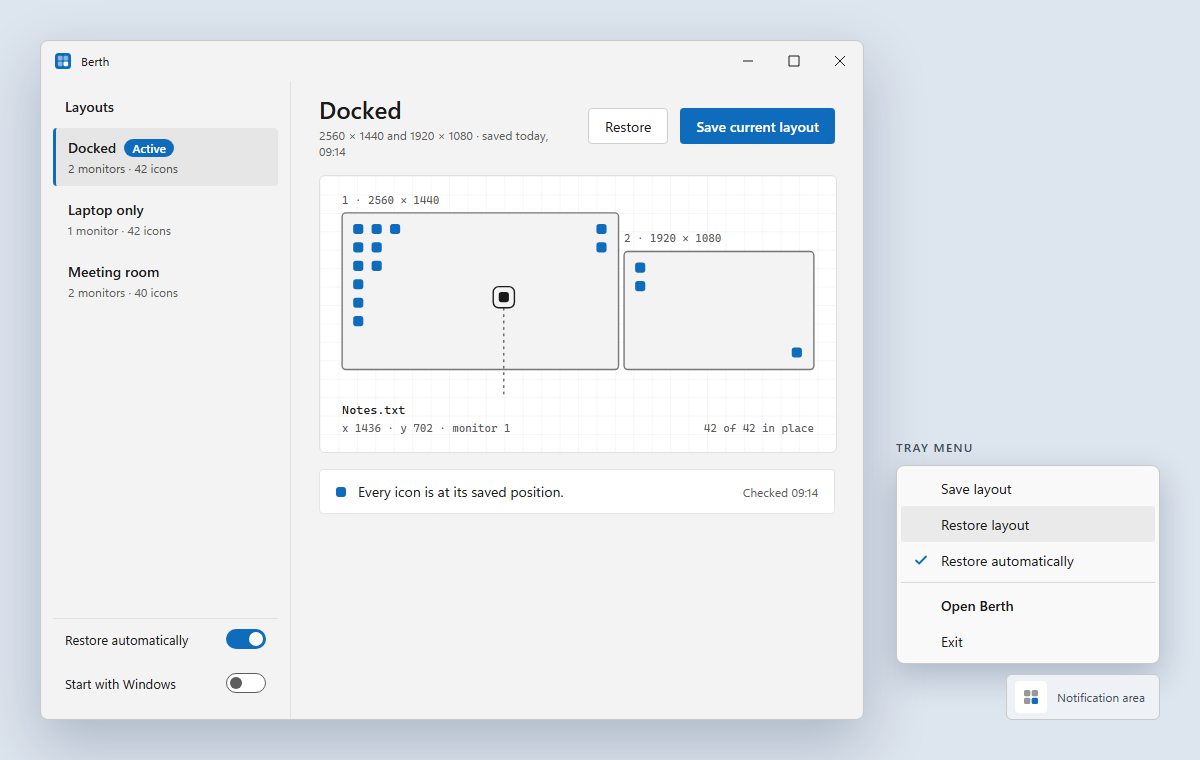 Berth
Layouts
Docked Active
2 monitors · 42 icons
Laptop only
1 monitor · 42 icons
Meeting room
2 monitors · 40 icons
Restore automatically
Start with Windows
Docked
2560 × 1440 and 1920 × 1080 · saved today,
09:14
Restore
Save current layout
1 · 2560 × 1440
2 · 1920 × 1080
Notes.txt
x 1436 · y 702 · monitor 1
42 of 42 in place
Every icon is at its saved position.
Checked 09:14
TRAY MENU
Save layout
Restore layout
Restore automatically
Open Berth
Exit
Notification area